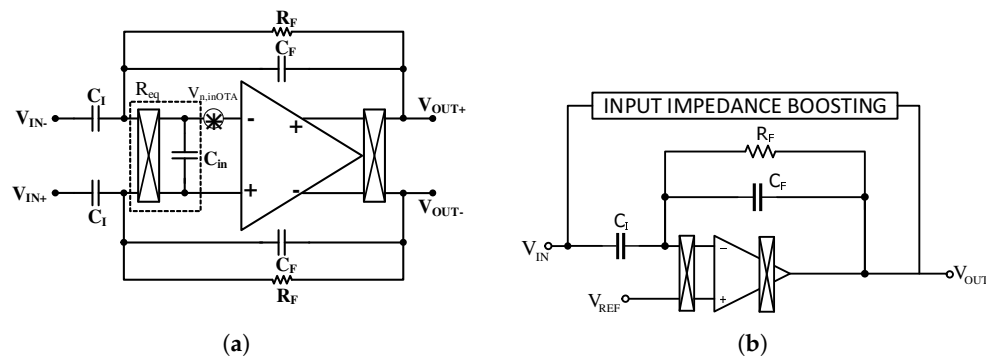 R_F
C_F
R_eq
V_n,inOTA
C_I
V_IN-
V_OUT+
-
+
C_in
V_IN+
+
-
C_I
V_OUT-
C_F
R_F
(a)
INPUT IMPEDANCE BOOSTING
R_F
C_F
C_I
V_IN
−
V_OUT
V_REF
+
(b)